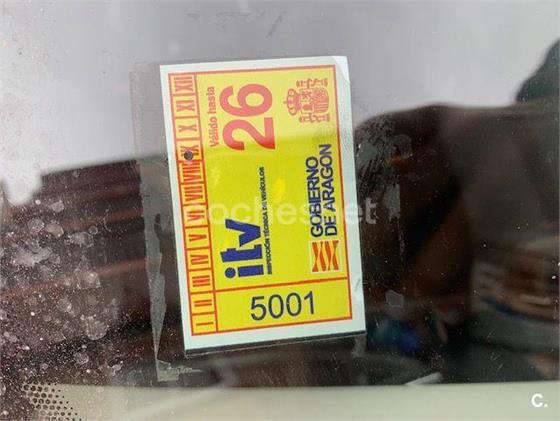 I II III IV V VI VII VIII IX X XI XII
Válido hasta
26
itv
INSPECCIÓN TÉCNICA DE VEHÍCULOS
GOBIERNO
DE ARAGON
5001
coches.net
C.